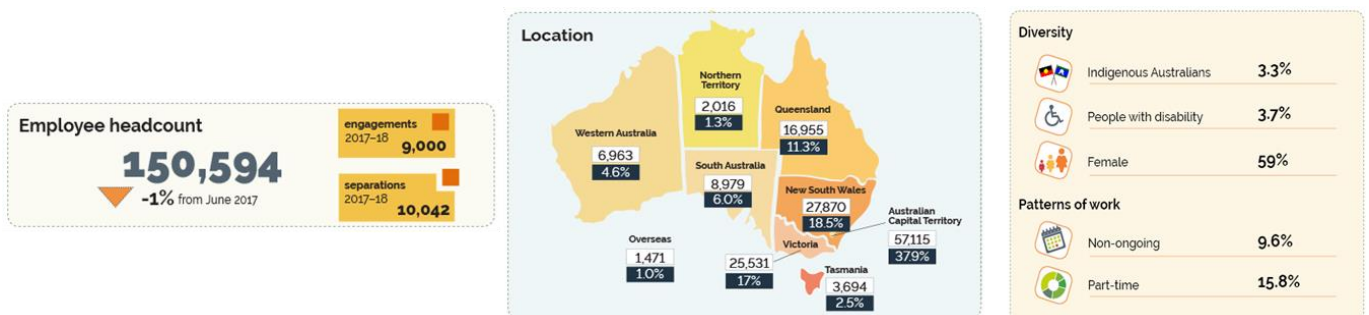 Employee headcount
150,594
-1% from June 2017
engagements
2017–18
9,000
separations
2017–18
10,042
Location
Northern
Territory
2,016
1.3%
Queensland
16,955
11.3%
Western Australia
6,963
4.6%
South Australia
8,979
6.0%
New South Wales
27,870
18.5%
Australian
Capital Territory
57,115
37.9%
Victoria
25,531
17%
Overseas
1,471
1.0%
Tasmania
3,694
2.5%
Diversity
Indigenous Australians 3.3%
People with disability 3.7%
Female 59%
Patterns of work
Non-ongoing 9.6%
Part-time 15.8%